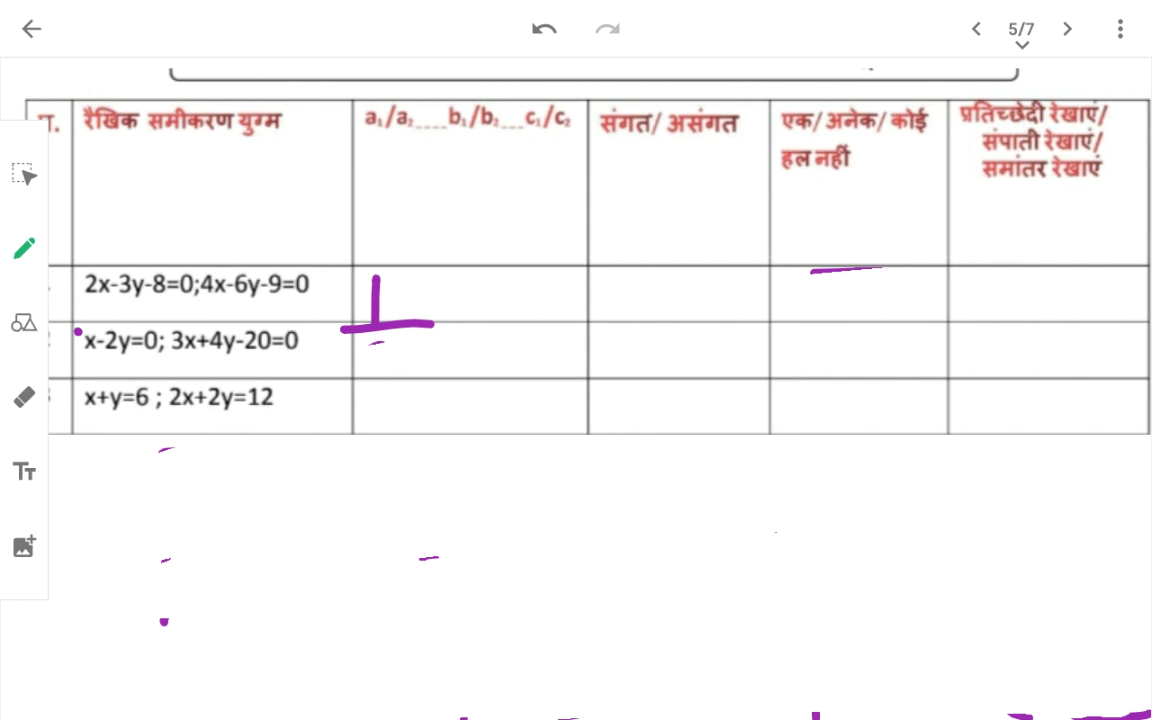 5/7
रैखिक समीकरण युग्म
a₁/a₂____b₁/b₂___c₁/c₂
संगत/ असंगत
एक/ अनेक/ कोई
हल नहीं
प्रतिच्छेदी रेखाएं/
संपाती रेखाएं/
समांतर रेखाएं
2x-3y-8=0;4x-6y-9=0
x-2y=0; 3x+4y-20=0
x+y=6 ; 2x+2y=12